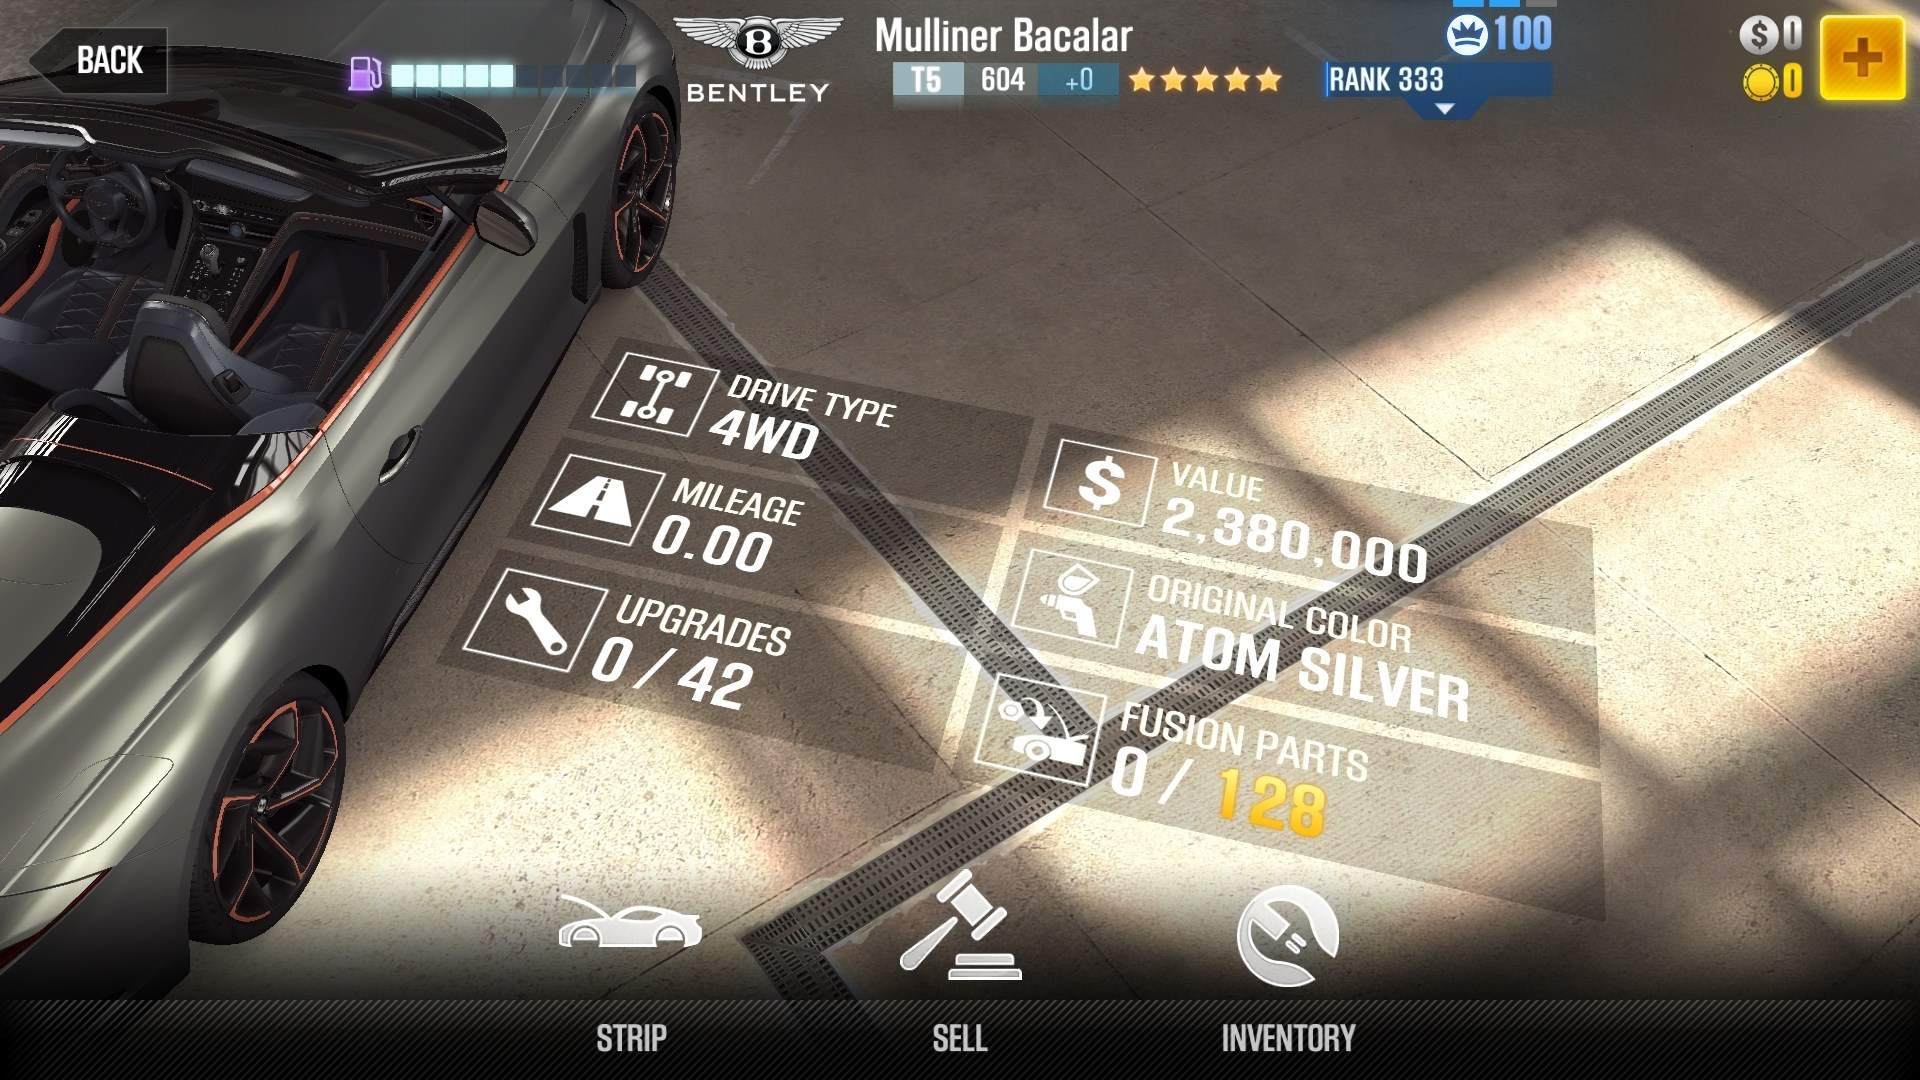 BACK
B
BENTLEY
Mulliner Bacalar
T5 604 +0
100
RANK 333
$ 0
0
DRIVE TYPE
4WD
MILEAGE
0.00
UPGRADES
0 / 42
$ VALUE
2,380,000
ORIGINAL COLOR
ATOM SILVER
FUSION PARTS
0 / 128
STRIP
SELL
INVENTORY